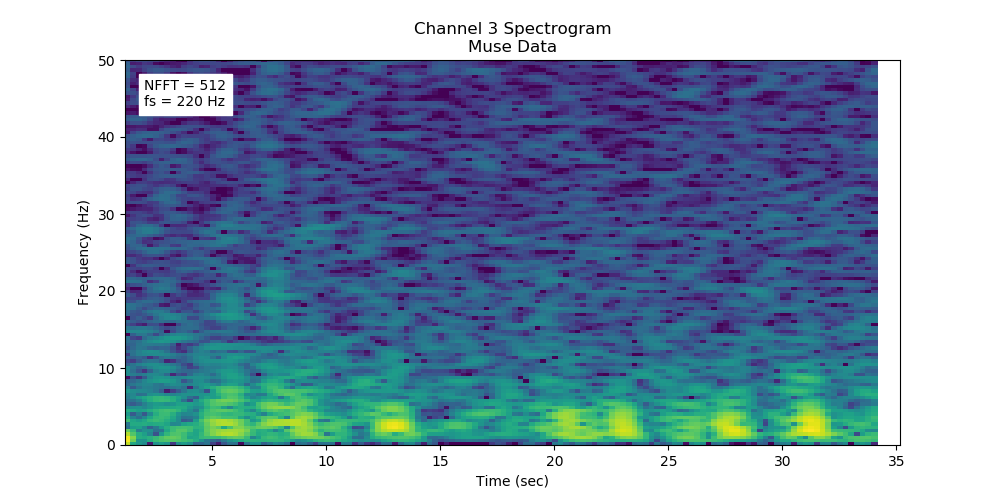 Channel 3 Spectrogram
Muse Data
NFFT = 512
fs = 220 Hz
50
40
30
20
10
0
Frequency (Hz)
5
10
15
20
25
30
35
Time (sec)